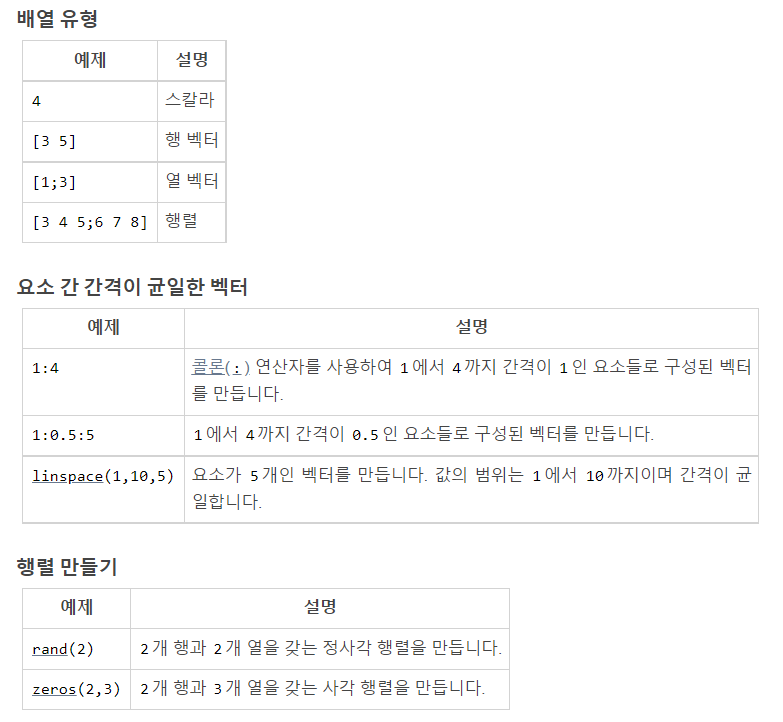 배열 유형
예제 설명
4 스칼라
[3 5] 행 벡터
[1;3] 열 벡터
[3 4 5;6 7 8] 행렬
요소 간 간격이 균일한 벡터
예제 설명
1:4 콜론(:) 연산자를 사용하여 1에서 4까지 간격이 1인 요소들로 구성된 벡터
를 만듭니다.
1:0.5:5 1에서 4까지 간격이 0.5인 요소들로 구성된 벡터를 만듭니다.
linspace(1,10,5) 요소가 5개인 벡터를 만듭니다. 값의 범위는 1에서 10까지이며 간격이 균
일합니다.
행렬 만들기
예제 설명
rand(2) 2개 행과 2개 열을 갖는 정사각 행렬을 만듭니다.
zeros(2,3) 2개 행과 3개 열을 갖는 사각 행렬을 만듭니다.